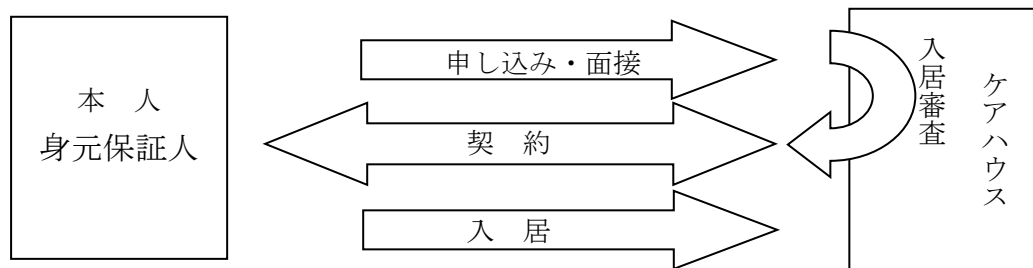 本　人
身元保証人
申し込み・面接
契　約
入　居
入居審査
ケアハウス